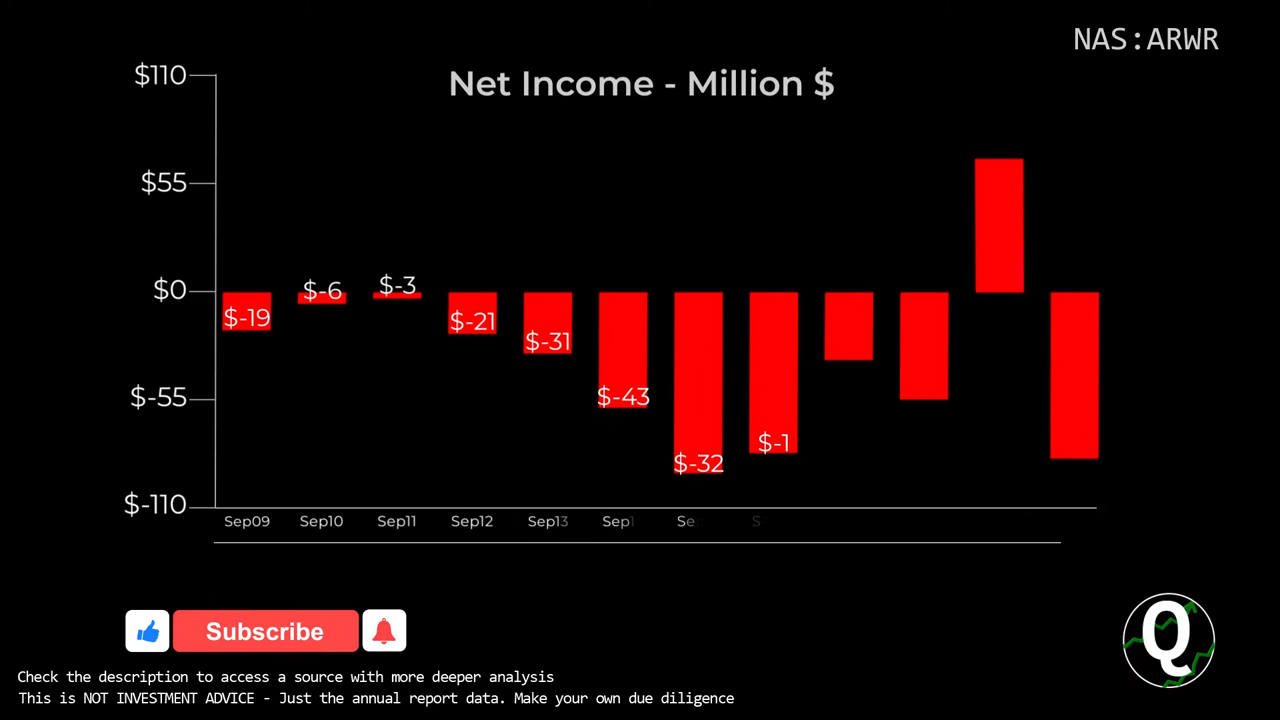 NAS:ARWR
Net Income - Million $
$110
$55
$0
$-55
$-110
$-19
$-6
$-3
$-21
$-31
$-43
$-32
$-1
Sep09 Sep10 Sep11 Sep12 Sep13 Sep1 Se S
Subscribe
Q
Check the description to access a source with more deeper analysis
This is NOT INVESTMENT ADVICE - Just the annual report data. Make your own due diligence